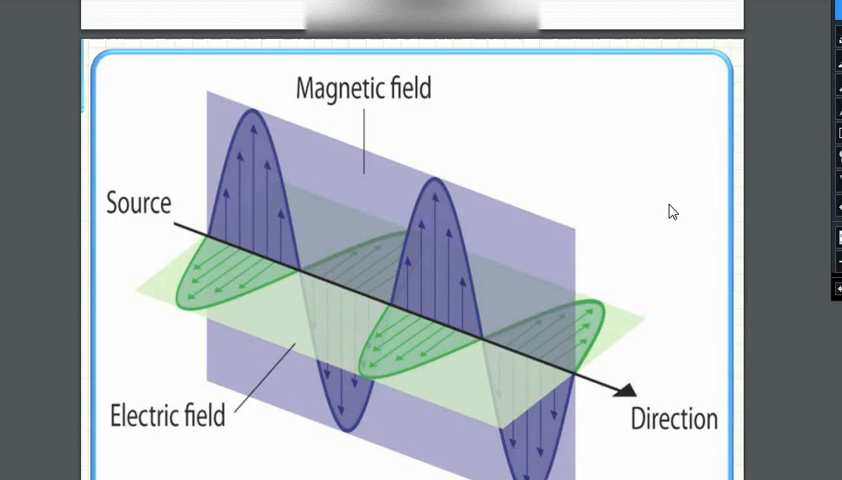 Magnetic field
Source
Electric field
Direction